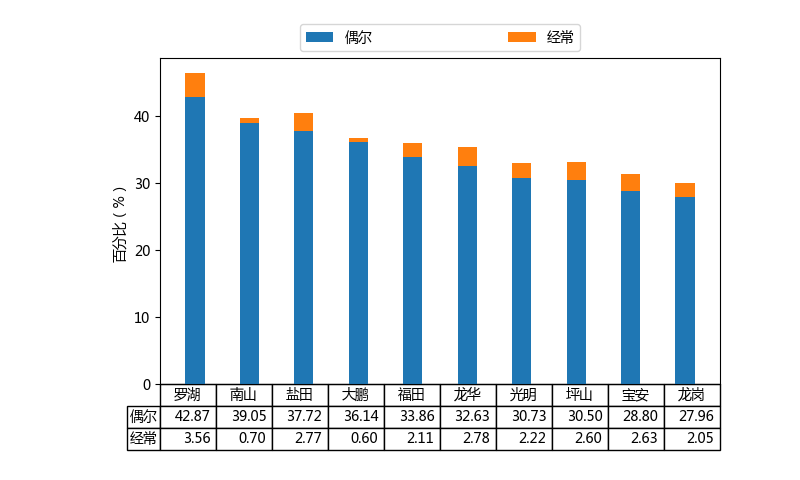 偶尔 经常
百分比（%）
40
30
20
10
0
罗湖 南山 盐田 大鹏 福田 龙华 光明 坪山 宝安 龙岗
偶尔 42.87 39.05 37.72 36.14 33.86 32.63 30.73 30.50 28.80 27.96
经常 3.56 0.70 2.77 0.60 2.11 2.78 2.22 2.60 2.63 2.05